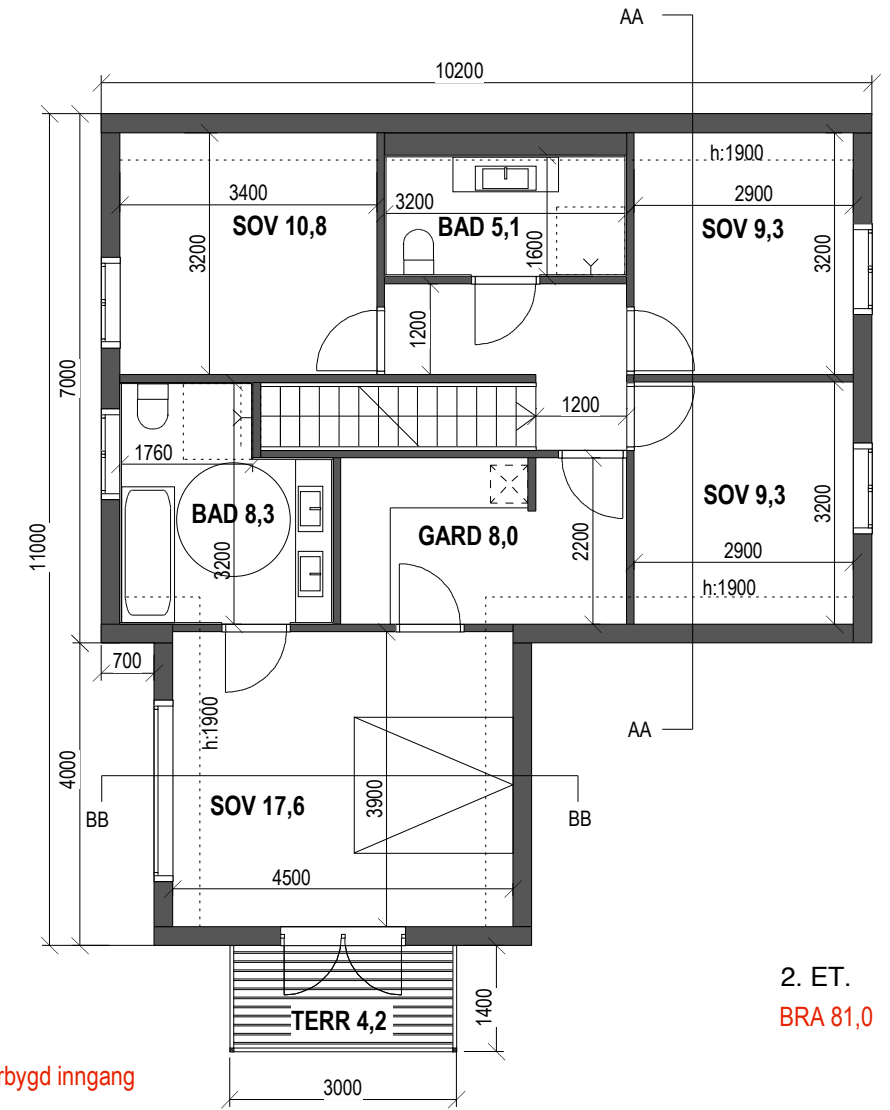 AA
10200
h:1900
3400
3200
2900
SOV 10,8
BAD 5,1
SOV 9,3
3200
1600
3200
1200
7000
1200
1760
BAD 8,3
SOV 9,3
GARD 8,0
3200
2200
3200
11000
2900
h:1900
700
h:1900
AA
4000
3900
SOV 17,6
BB
BB
4500
2. ET.
1400
BRA 81,0
TERR 4,2
rbygd inngang
3000